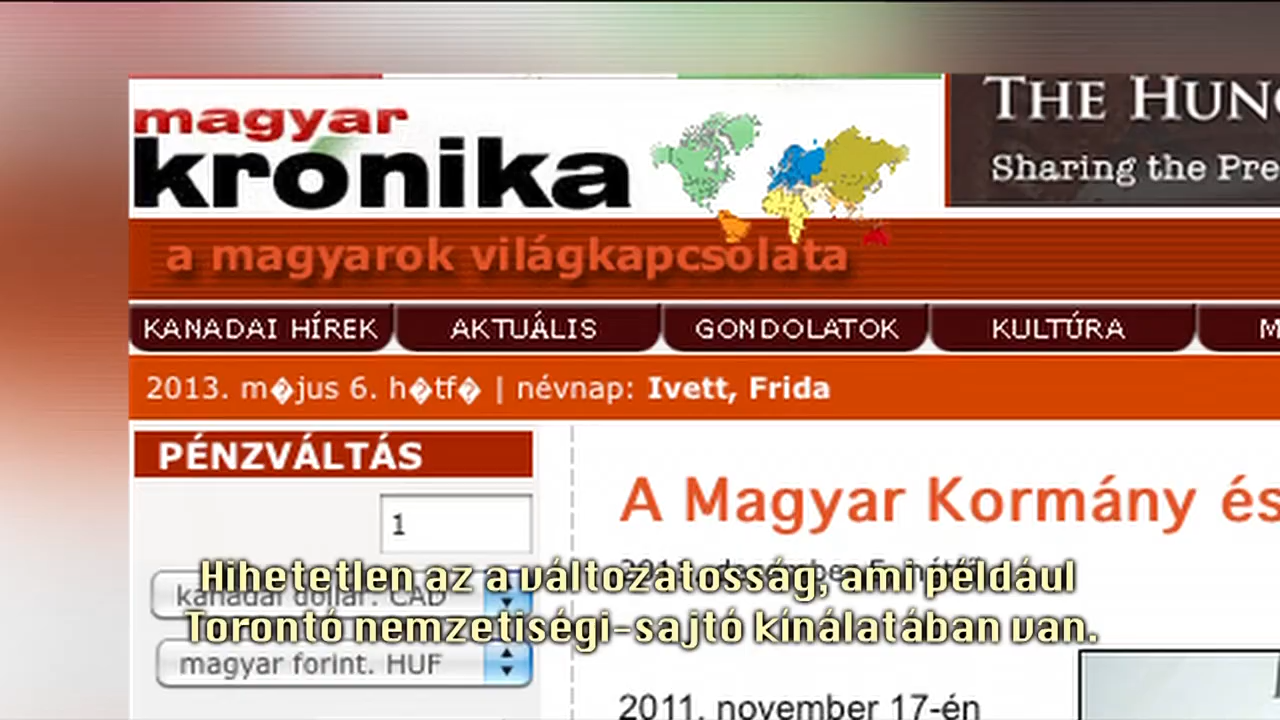 magyar
kronika
THE HUN
Sharing the Pre
a magyarok világkapcsolata
KANADAI HÍREK
AKTUÁLIS
GONDOLATOK
KULTÚRA
M
2013. m�jus 6. h�tf� | névnap: Ivett, Frida
PÉNZVÁLTÁS
1
kanadai dollár. CAD
magyar forint. HUF
A Magyar Kormány és
2011. november 17-én
Hihetetlen az a változatosság, ami például
Torontó nemzetiségi-sajtó kínálatában van.